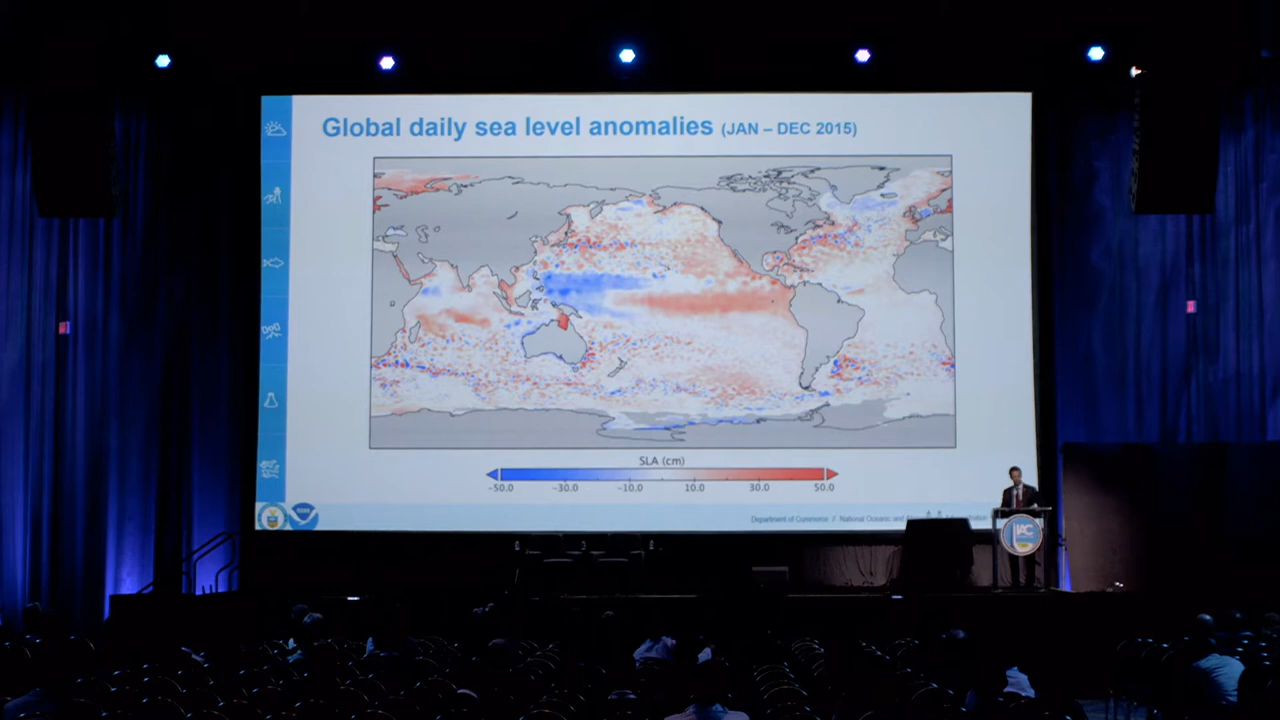 Global daily sea level anomalies (JAN – DEC 2015)
SLA (cm)
-50.0 -30.0 -10.0 10.0 30.0 50.0
Department of Commerce // National Oceanic and
IAC